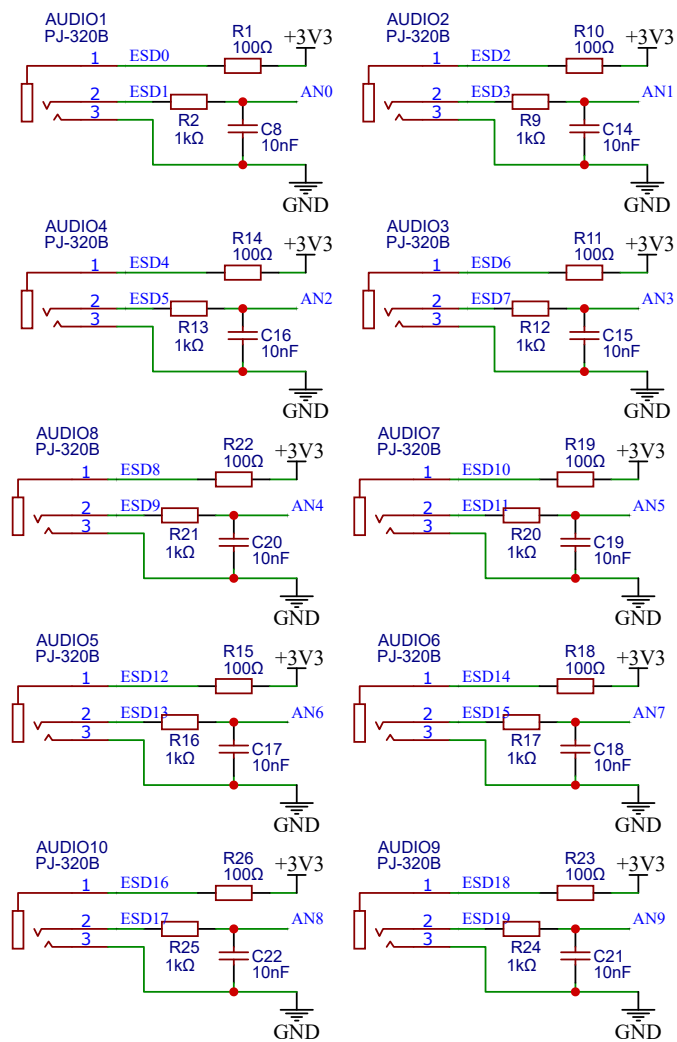 AUDIO1
PJ-320B
1 ESD0 R1 100Ω +3V3
2 ESD1 R2 1kΩ AN0
3 C8 10nF
GND
AUDIO2
PJ-320B
1 ESD2 R10 100Ω +3V3
2 ESD3 R9 1kΩ AN1
3 C14 10nF
GND
AUDIO4
PJ-320B
1 ESD4 R14 100Ω +3V3
2 ESD5 R13 1kΩ AN2
3 C16 10nF
GND
AUDIO3
PJ-320B
1 ESD6 R11 100Ω +3V3
2 ESD7 R12 1kΩ AN3
3 C15 10nF
GND
AUDIO8
PJ-320B
1 ESD8 R22 100Ω +3V3
2 ESD9 R21 1kΩ AN4
3 C20 10nF
GND
AUDIO7
PJ-320B
1 ESD10 R19 100Ω +3V3
2 ESD11 R20 1kΩ AN5
3 C19 10nF
GND
AUDIO5
PJ-320B
1 ESD12 R15 100Ω +3V3
2 ESD13 R16 1kΩ AN6
3 C17 10nF
GND
AUDIO6
PJ-320B
1 ESD14 R18 100Ω +3V3
2 ESD15 R17 1kΩ AN7
3 C18 10nF
GND
AUDIO10
PJ-320B
1 ESD16 R26 100Ω +3V3
2 ESD17 R25 1kΩ AN8
3 C22 10nF
GND
AUDIO9
PJ-320B
1 ESD18 R23 100Ω +3V3
2 ESD19 R24 1kΩ AN9
3 C21 10nF
GND